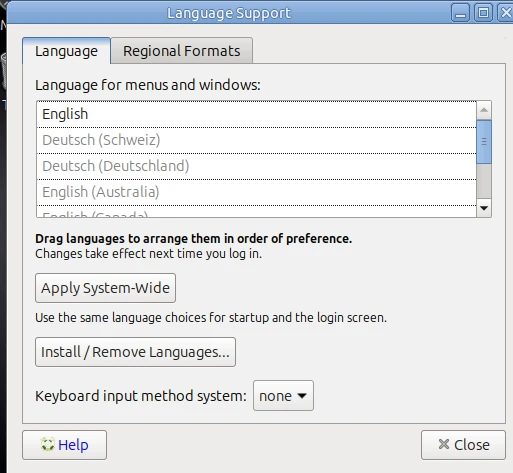 Language Support
Language
Regional Formats
Language for menus and windows:
English
Deutsch (Schweiz)
Deutsch (Deutschland)
English (Australia)
English (Canada)
Drag languages to arrange them in order of preference.
Changes take effect next time you log in.
Apply System-Wide
Use the same language choices for startup and the login screen.
Install / Remove Languages...
Keyboard input method system: none
Help
Close